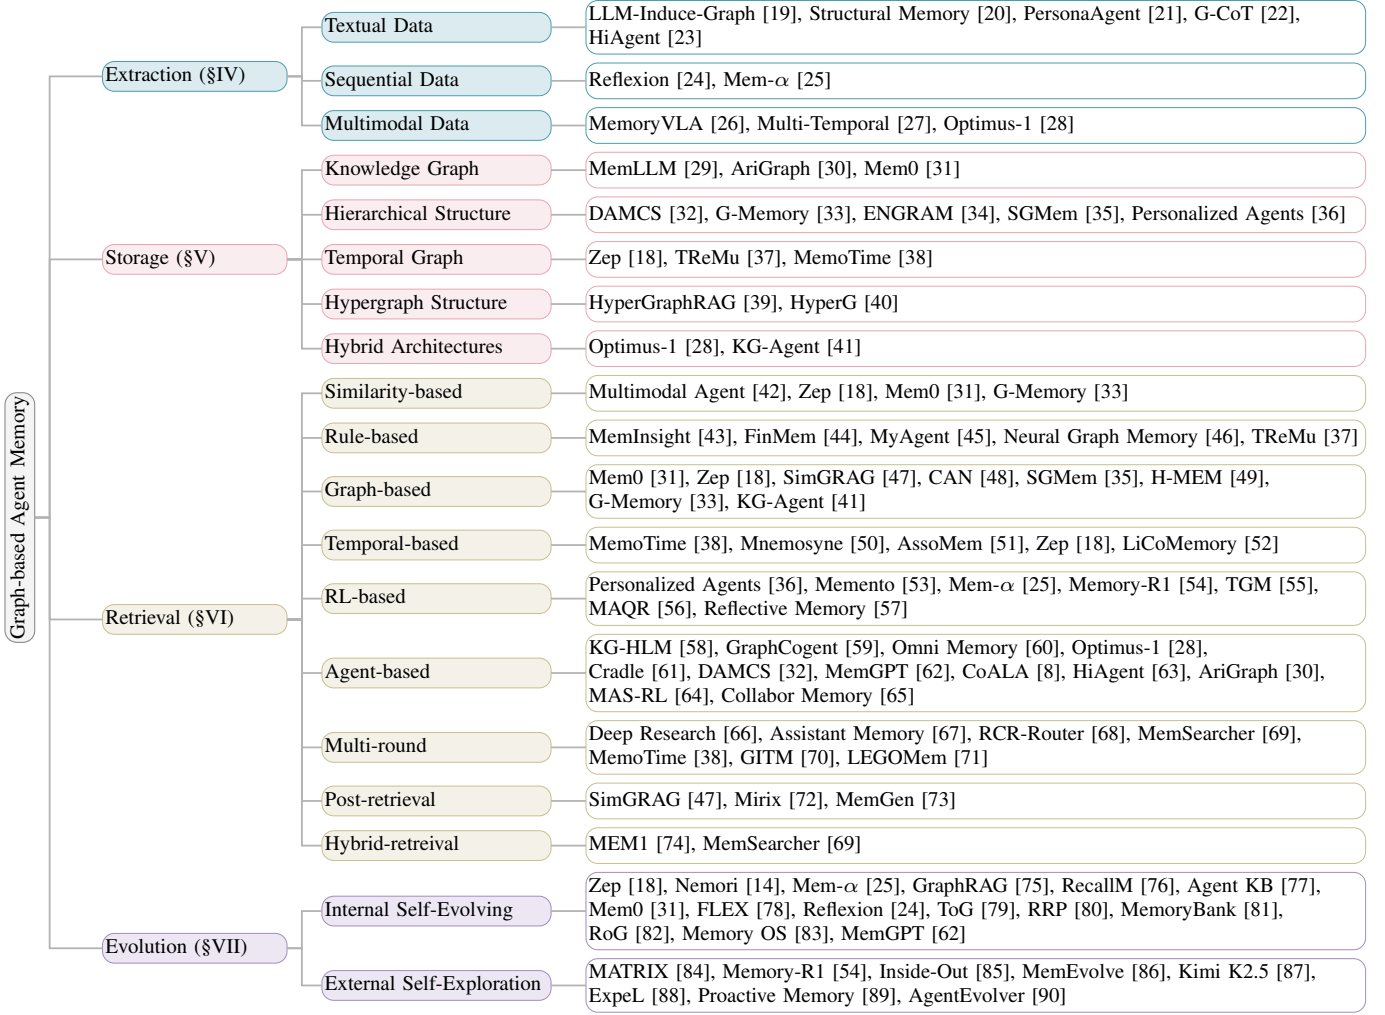 Graph-based Agent Memory
Extraction (§IV)
Textual Data
LLM-Induce-Graph [19], Structural Memory [20], PersonaAgent [21], G-CoT [22],
HiAgent [23]
Sequential Data
Reflexion [24], Mem-α [25]
Multimodal Data
MemoryVLA [26], Multi-Temporal [27], Optimus-1 [28]
Storage (§V)
Knowledge Graph
MemLLM [29], AriGraph [30], Mem0 [31]
Hierarchical Structure
DAMCS [32], G-Memory [33], ENGRAM [34], SGMem [35], Personalized Agents [36]
Temporal Graph
Zep [18], TReMu [37], MemoTime [38]
Hypergraph Structure
HyperGraphRAG [39], HyperG [40]
Hybrid Architectures
Optimus-1 [28], KG-Agent [41]
Retrieval (§VI)
Similarity-based
Multimodal Agent [42], Zep [18], Mem0 [31], G-Memory [33]
Rule-based
MemInsight [43], FinMem [44], MyAgent [45], Neural Graph Memory [46], TReMu [37]
Graph-based
Mem0 [31], Zep [18], SimGRAG [47], CAN [48], SGMem [35], H-MEM [49],
G-Memory [33], KG-Agent [41]
Temporal-based
MemoTime [38], Mnemosyne [50], AssoMem [51], Zep [18], LiCoMemory [52]
RL-based
Personalized Agents [36], Memento [53], Mem-α [25], Memory-R1 [54], TGM [55],
MAQR [56], Reflective Memory [57]
Agent-based
KG-HLM [58], GraphCogent [59], Omni Memory [60], Optimus-1 [28],
Cradle [61], DAMCS [32], MemGPT [62], CoALA [8], HiAgent [63], AriGraph [30],
MAS-RL [64], Collabor Memory [65]
Multi-round
Deep Research [66], Assistant Memory [67], RCR-Router [68], MemSearcher [69],
MemoTime [38], GITM [70], LEGOMem [71]
Post-retrieval
SimGRAG [47], Mirix [72], MemGen [73]
Hybrid-retreival
MEM1 [74], MemSearcher [69]
Evolution (§VII)
Internal Self-Evolving
Zep [18], Nemori [14], Mem-α [25], GraphRAG [75], RecallM [76], Agent KB [77],
Mem0 [31], FLEX [78], Reflexion [24], ToG [79], RRP [80], MemoryBank [81],
RoG [82], Memory OS [83], MemGPT [62]
External Self-Exploration
MATRIX [84], Memory-R1 [54], Inside-Out [85], MemEvolve [86], Kimi K2.5 [87],
ExpeL [88], Proactive Memory [89], AgentEvolver [90]